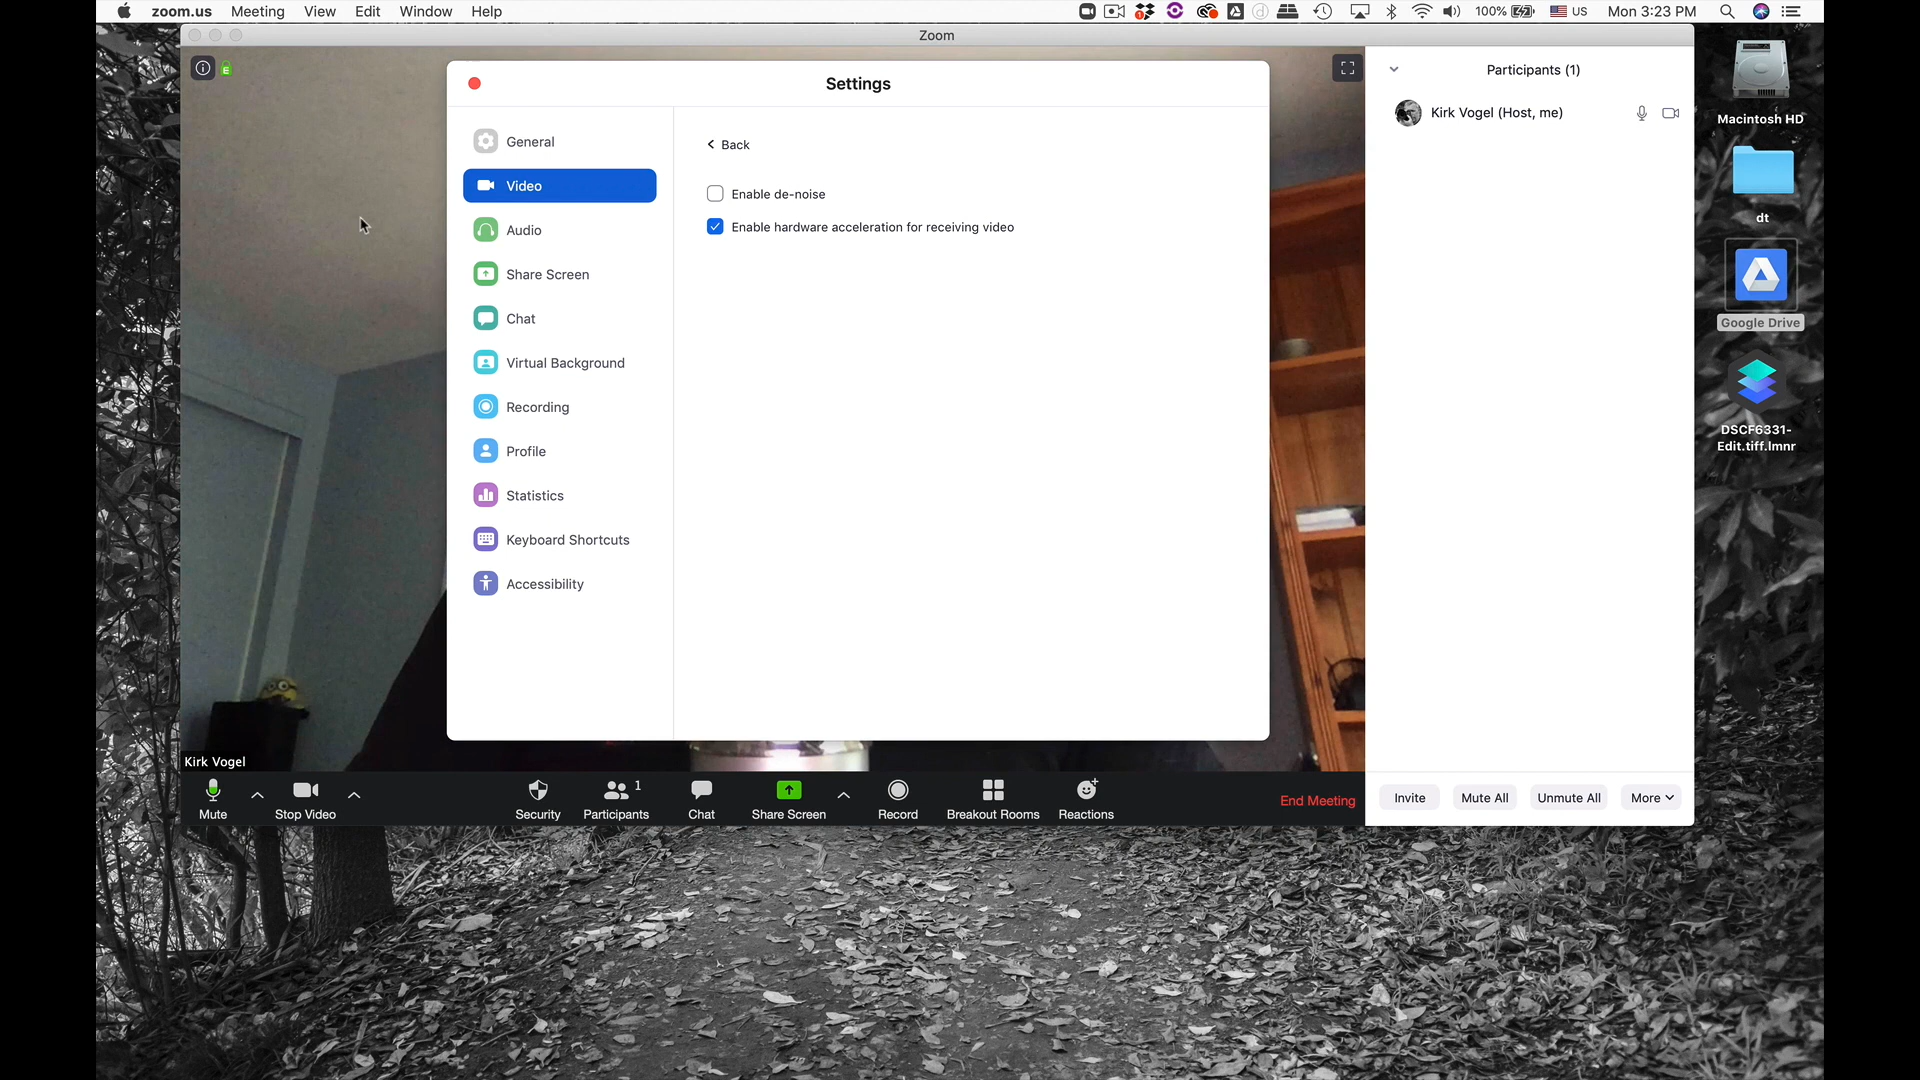 zoom.us Meeting View Edit Window Help 100% US Mon 3:23 PM
Zoom
Settings
General
Video
Audio
Share Screen
Chat
Virtual Background
Recording
Profile
Statistics
Keyboard Shortcuts
Accessibility
Back
Enable de-noise
Enable hardware acceleration for receiving video
Participants (1)
Kirk Vogel (Host, me)
Macintosh HD
dt
Google Drive
DSCF6331-
Edit.tiff.lmnr
Kirk Vogel
Mute
Stop Video
Security
Participants 1
Chat
Share Screen
Record
Breakout Rooms
Reactions
End Meeting
Invite
Mute All
Unmute All
More